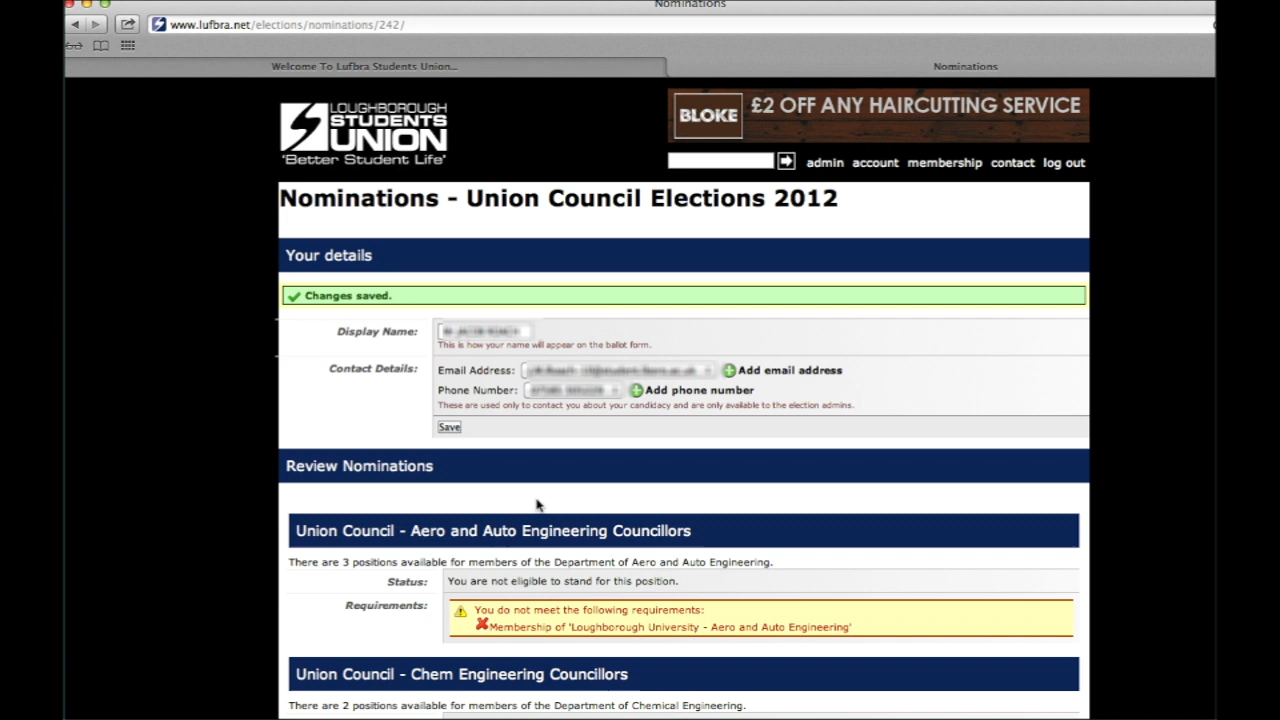 Nominations
www.lufbra.net/elections/nominations/242/
Welcome To Lufbra Students Union...
Nominations
LOUGHBOROUGH
STUDENTS
UNION
'Better Student Life'
BLOKE
£2 OFF ANY HAIRCUTTING SERVICE
admin account membership contact log out
Nominations - Union Council Elections 2012
Your details
Changes saved.
Display Name:
This is how your name will appear on the ballot form.
Contact Details:
Email Address:
Add email address
Phone Number:
Add phone number
These are used only to contact you about your candidacy and are only available to the election admins.
Save
Review Nominations
Union Council - Aero and Auto Engineering Councillors
There are 3 positions available for members of the Department of Aero and Auto Engineering.
Status: You are not eligible to stand for this position.
Requirements:
You do not meet the following requirements:
Membership of 'Loughborough University - Aero and Auto Engineering'
Union Council - Chem Engineering Councillors
There are 2 positions available for members of the Department of Chemical Engineering.